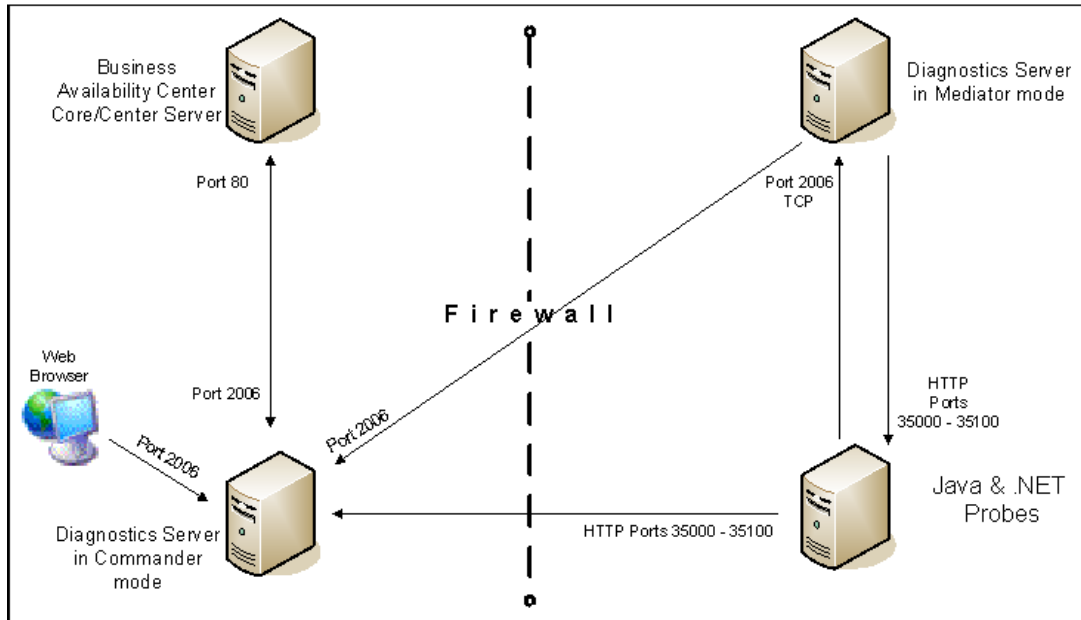 Business
Availability Center
Core/Center Server
Diagnostics Server
in Mediator mode
Port 80
Port 2006
TCP
Firewall
Web
Browser
Port 2006
Port 2006
Port 2006
HTTP
Ports
35000 - 35100
Diagnostics Server
in Commander
mode
HTTP Ports 35000 - 35100
Java & .NET
Probes